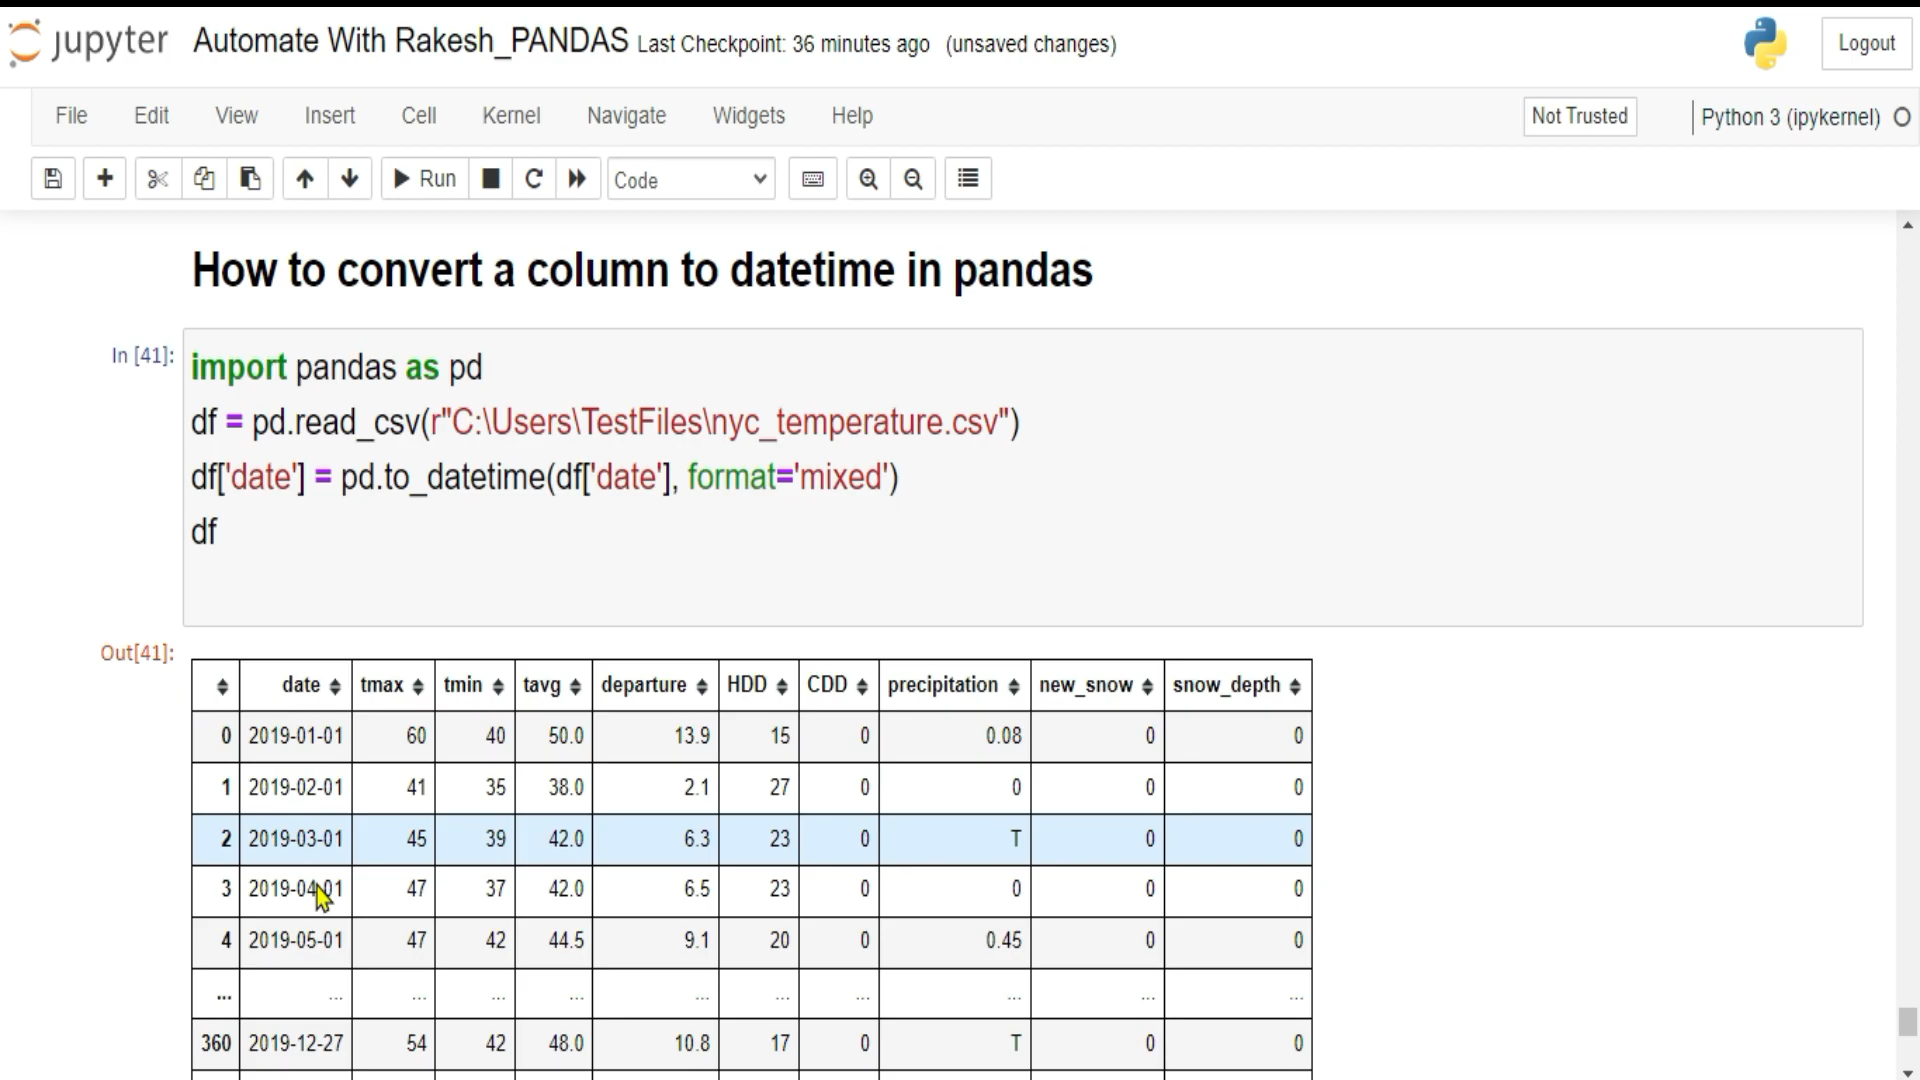 jupyter Automate With Rakesh_PANDAS Last Checkpoint: 36 minutes ago (unsaved changes) Logout
File Edit View Insert Cell Kernel Navigate Widgets Help Not Trusted Python 3 (ipykernel)
Run Code
How to convert a column to datetime in pandas
In [41]: import pandas as pd
df = pd.read_csv(r"C:\Users\TestFiles\nyc_temperature.csv")
df['date'] = pd.to_datetime(df['date'], format='mixed')
df
Out[41]:
date tmax tmin tavg departure HDD CDD precipitation new_snow snow_depth
0 2019-01-01 60 40 50.0 13.9 15 0 0.08 0 0
1 2019-02-01 41 35 38.0 2.1 27 0 0 0 0
2 2019-03-01 45 39 42.0 6.3 23 0 T 0 0
3 2019-04-01 47 37 42.0 6.5 23 0 0 0 0
4 2019-05-01 47 42 44.5 9.1 20 0 0.45 0 0
... ... ... ... ... ... ... ... ... ... ...
360 2019-12-27 54 42 48.0 10.8 17 0 T 0 0